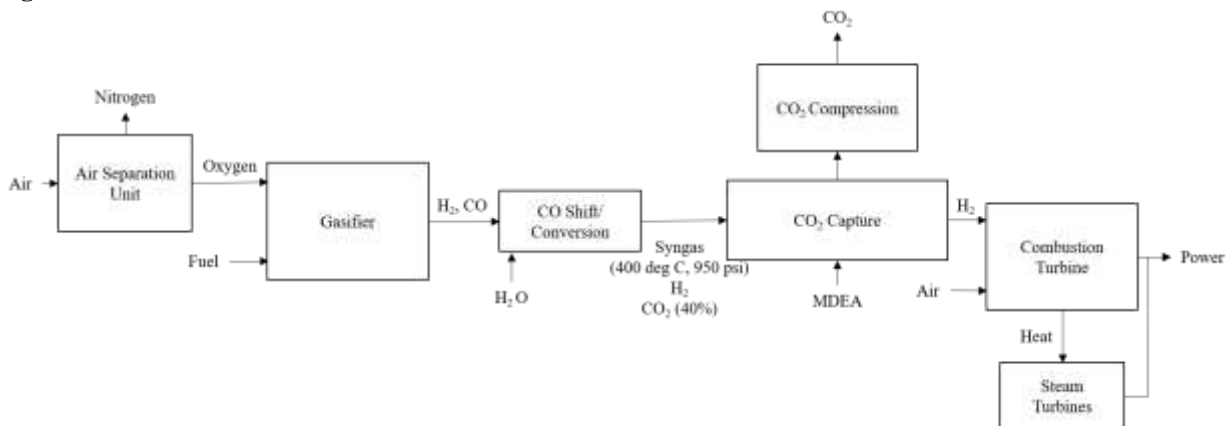 CO2
Nitrogen
CO2 Compression
Air
Air Separation
Unit
Oxygen
Fuel
Gasifier
H2, CO
CO Shift/
Conversion
H2 O
Syngas
(400 deg C, 950 psi)
H2
CO2 (40%)
CO2 Capture
MDEA
H2
Air
Combustion
Turbine
Power
Heat
Steam
Turbines